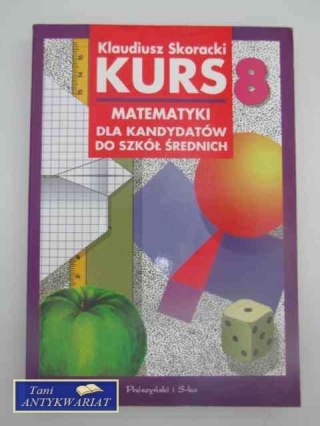 Klaudiusz Skoracki
KURS 8
MATEMATYKI
DLA KANDYDATÓW
DO SZKÓŁ ŚREDNICH
Prószyński i S-ka
Tani
ANTYKWARIAT